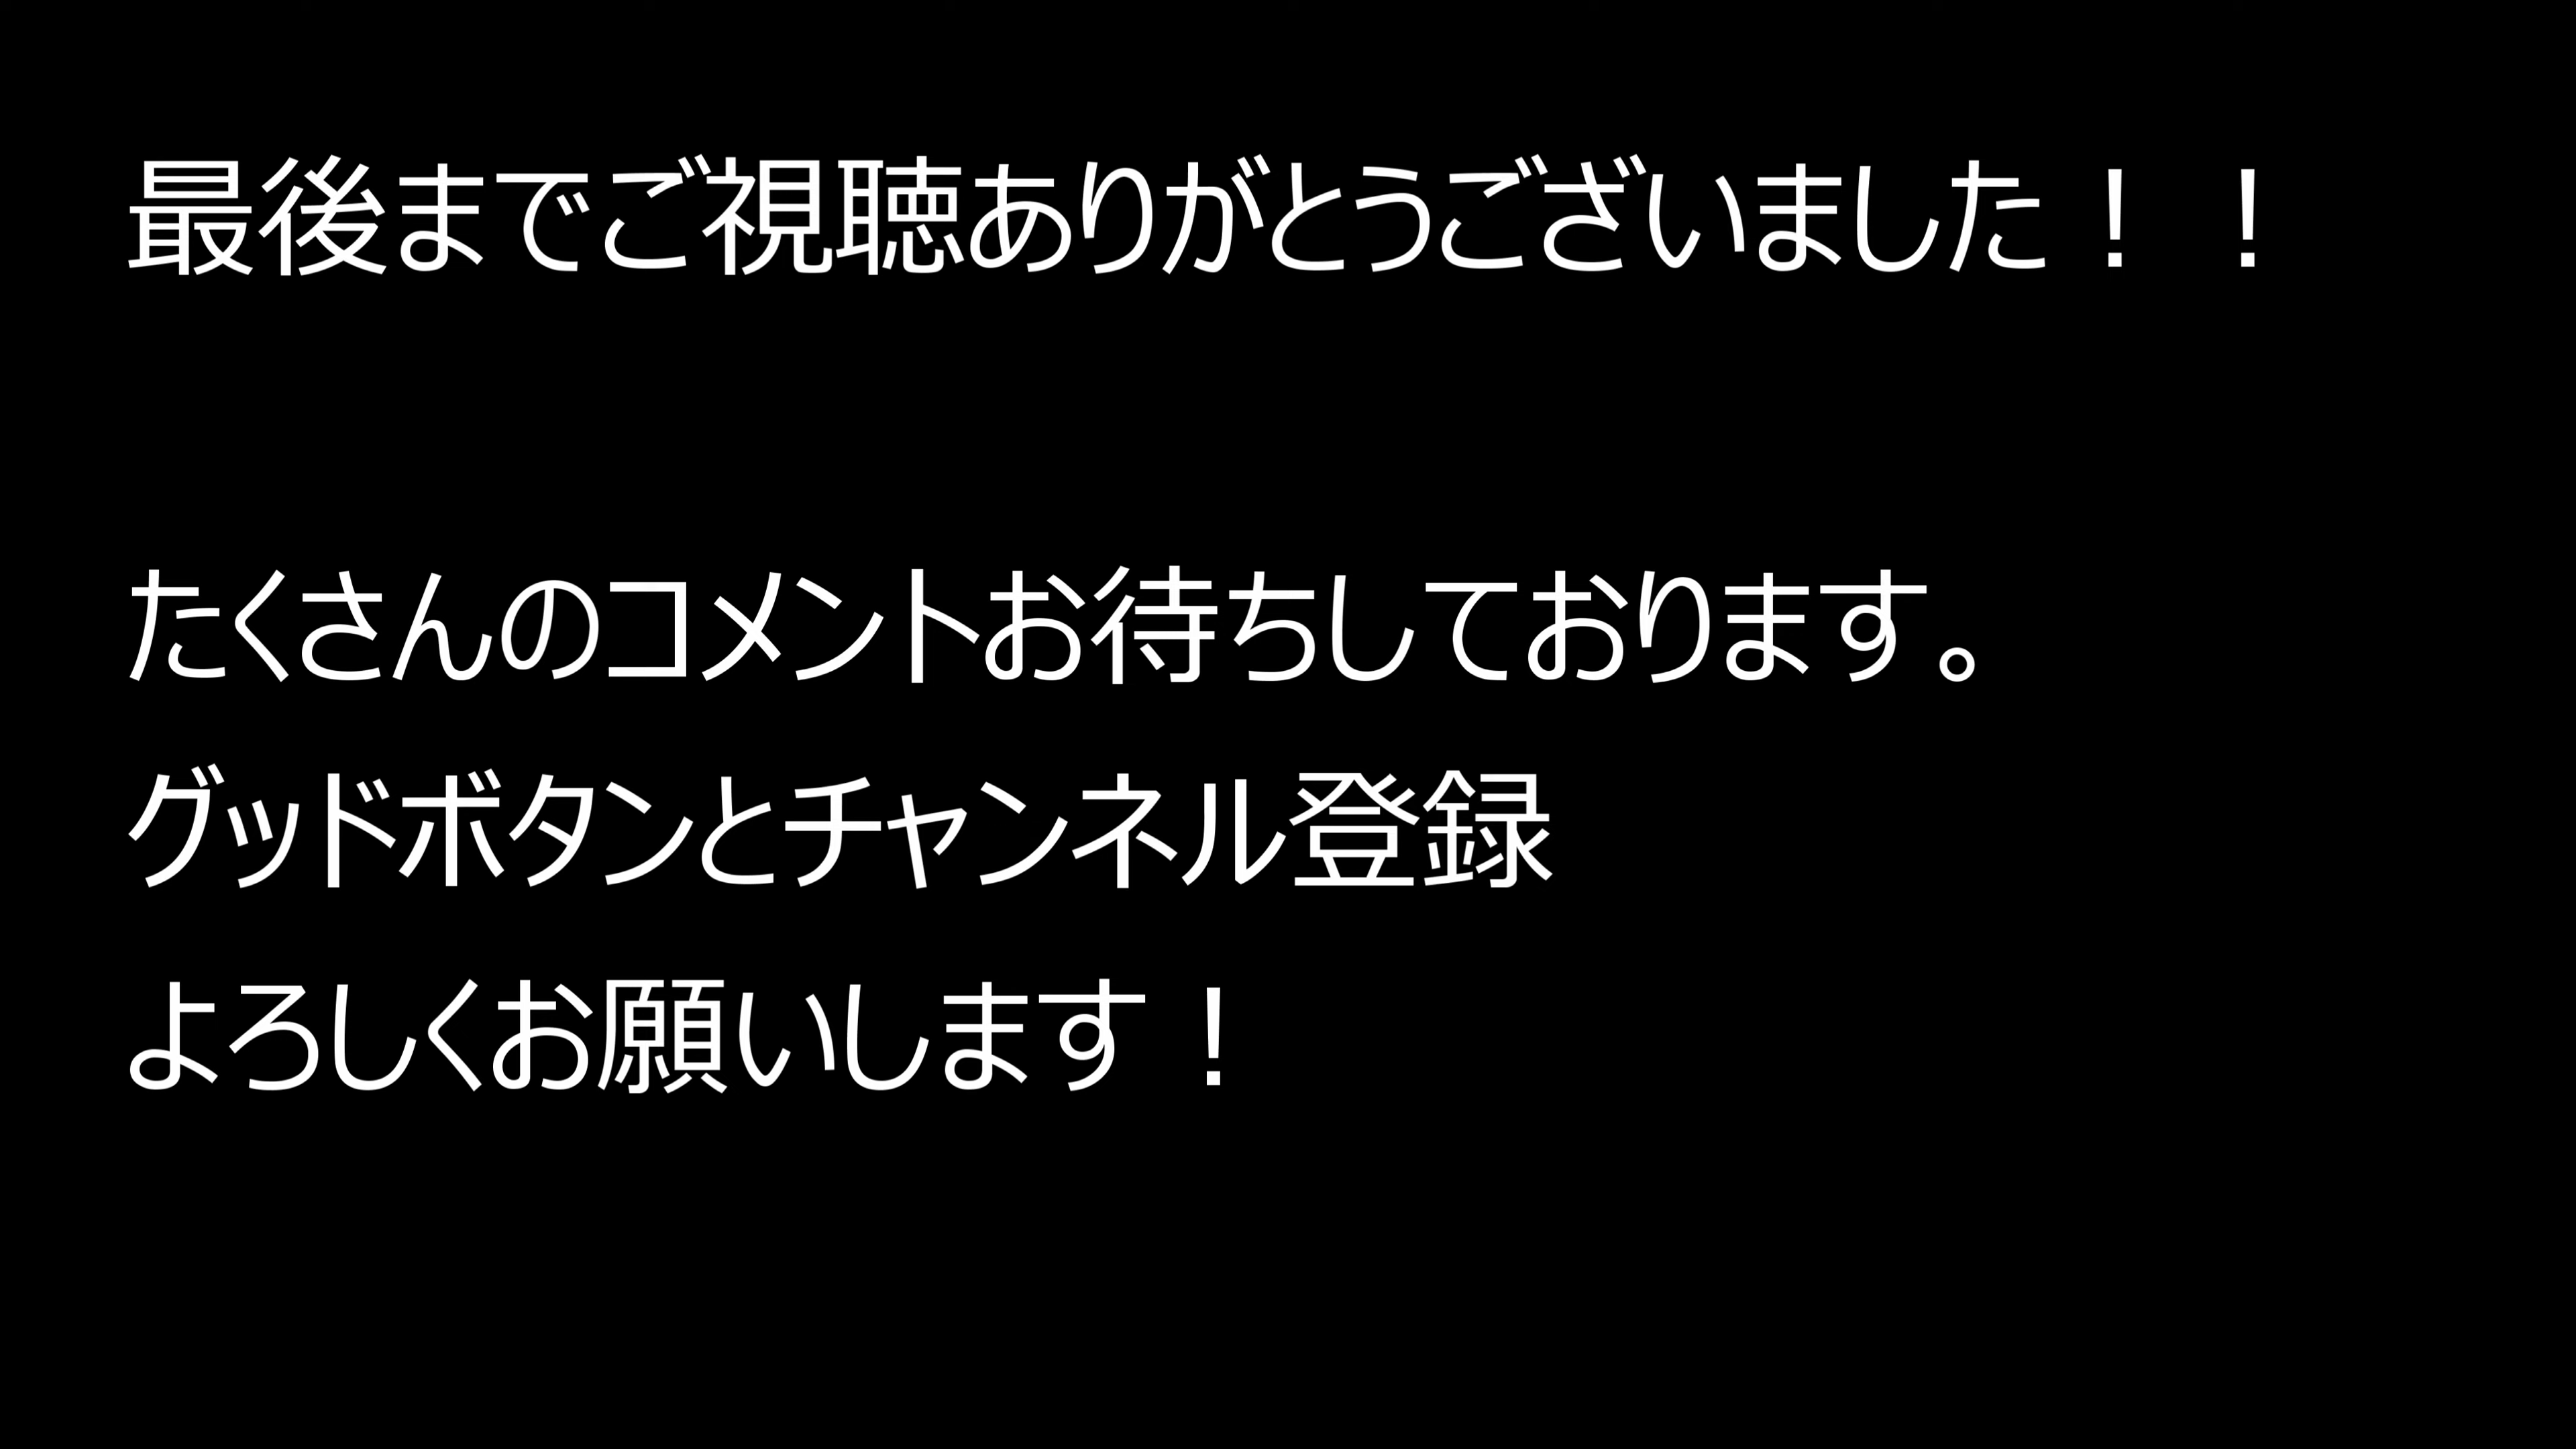 最後までご視聴ありがとうございました！！
たくさんのコメントお待ちしております。
グッドボタンとチャンネル登録
よろしくお願いします！